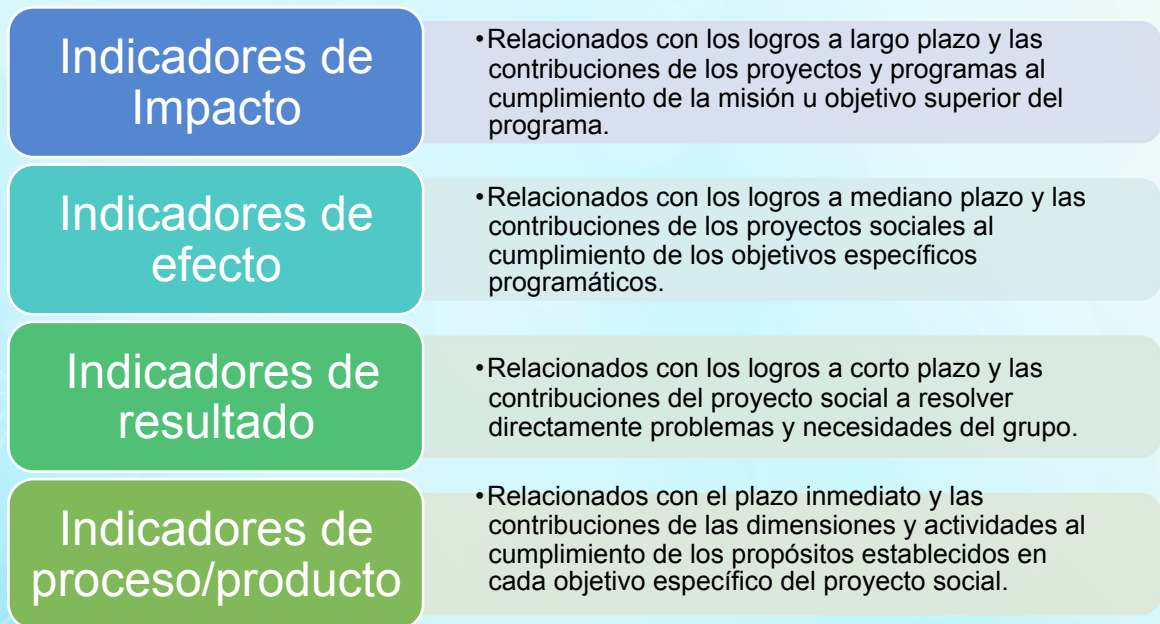 Indicadores de
Impacto
•Relacionados con los logros a largo plazo y las
contribuciones de los proyectos y programas al
cumplimiento de la misión u objetivo superior del
programa.
Indicadores de
efecto
•Relacionados con los logros a mediano plazo y las
contribuciones de los proyectos sociales al
cumplimiento de los objetivos específicos
programáticos.
Indicadores de
resultado
•Relacionados con los logros a corto plazo y las
contribuciones del proyecto social a resolver
directamente problemas y necesidades del grupo.
Indicadores de
proceso/producto
•Relacionados con el plazo inmediato y las
contribuciones de las dimensiones y actividades al
cumplimiento de los propósitos establecidos en
cada objetivo específico del proyecto social.